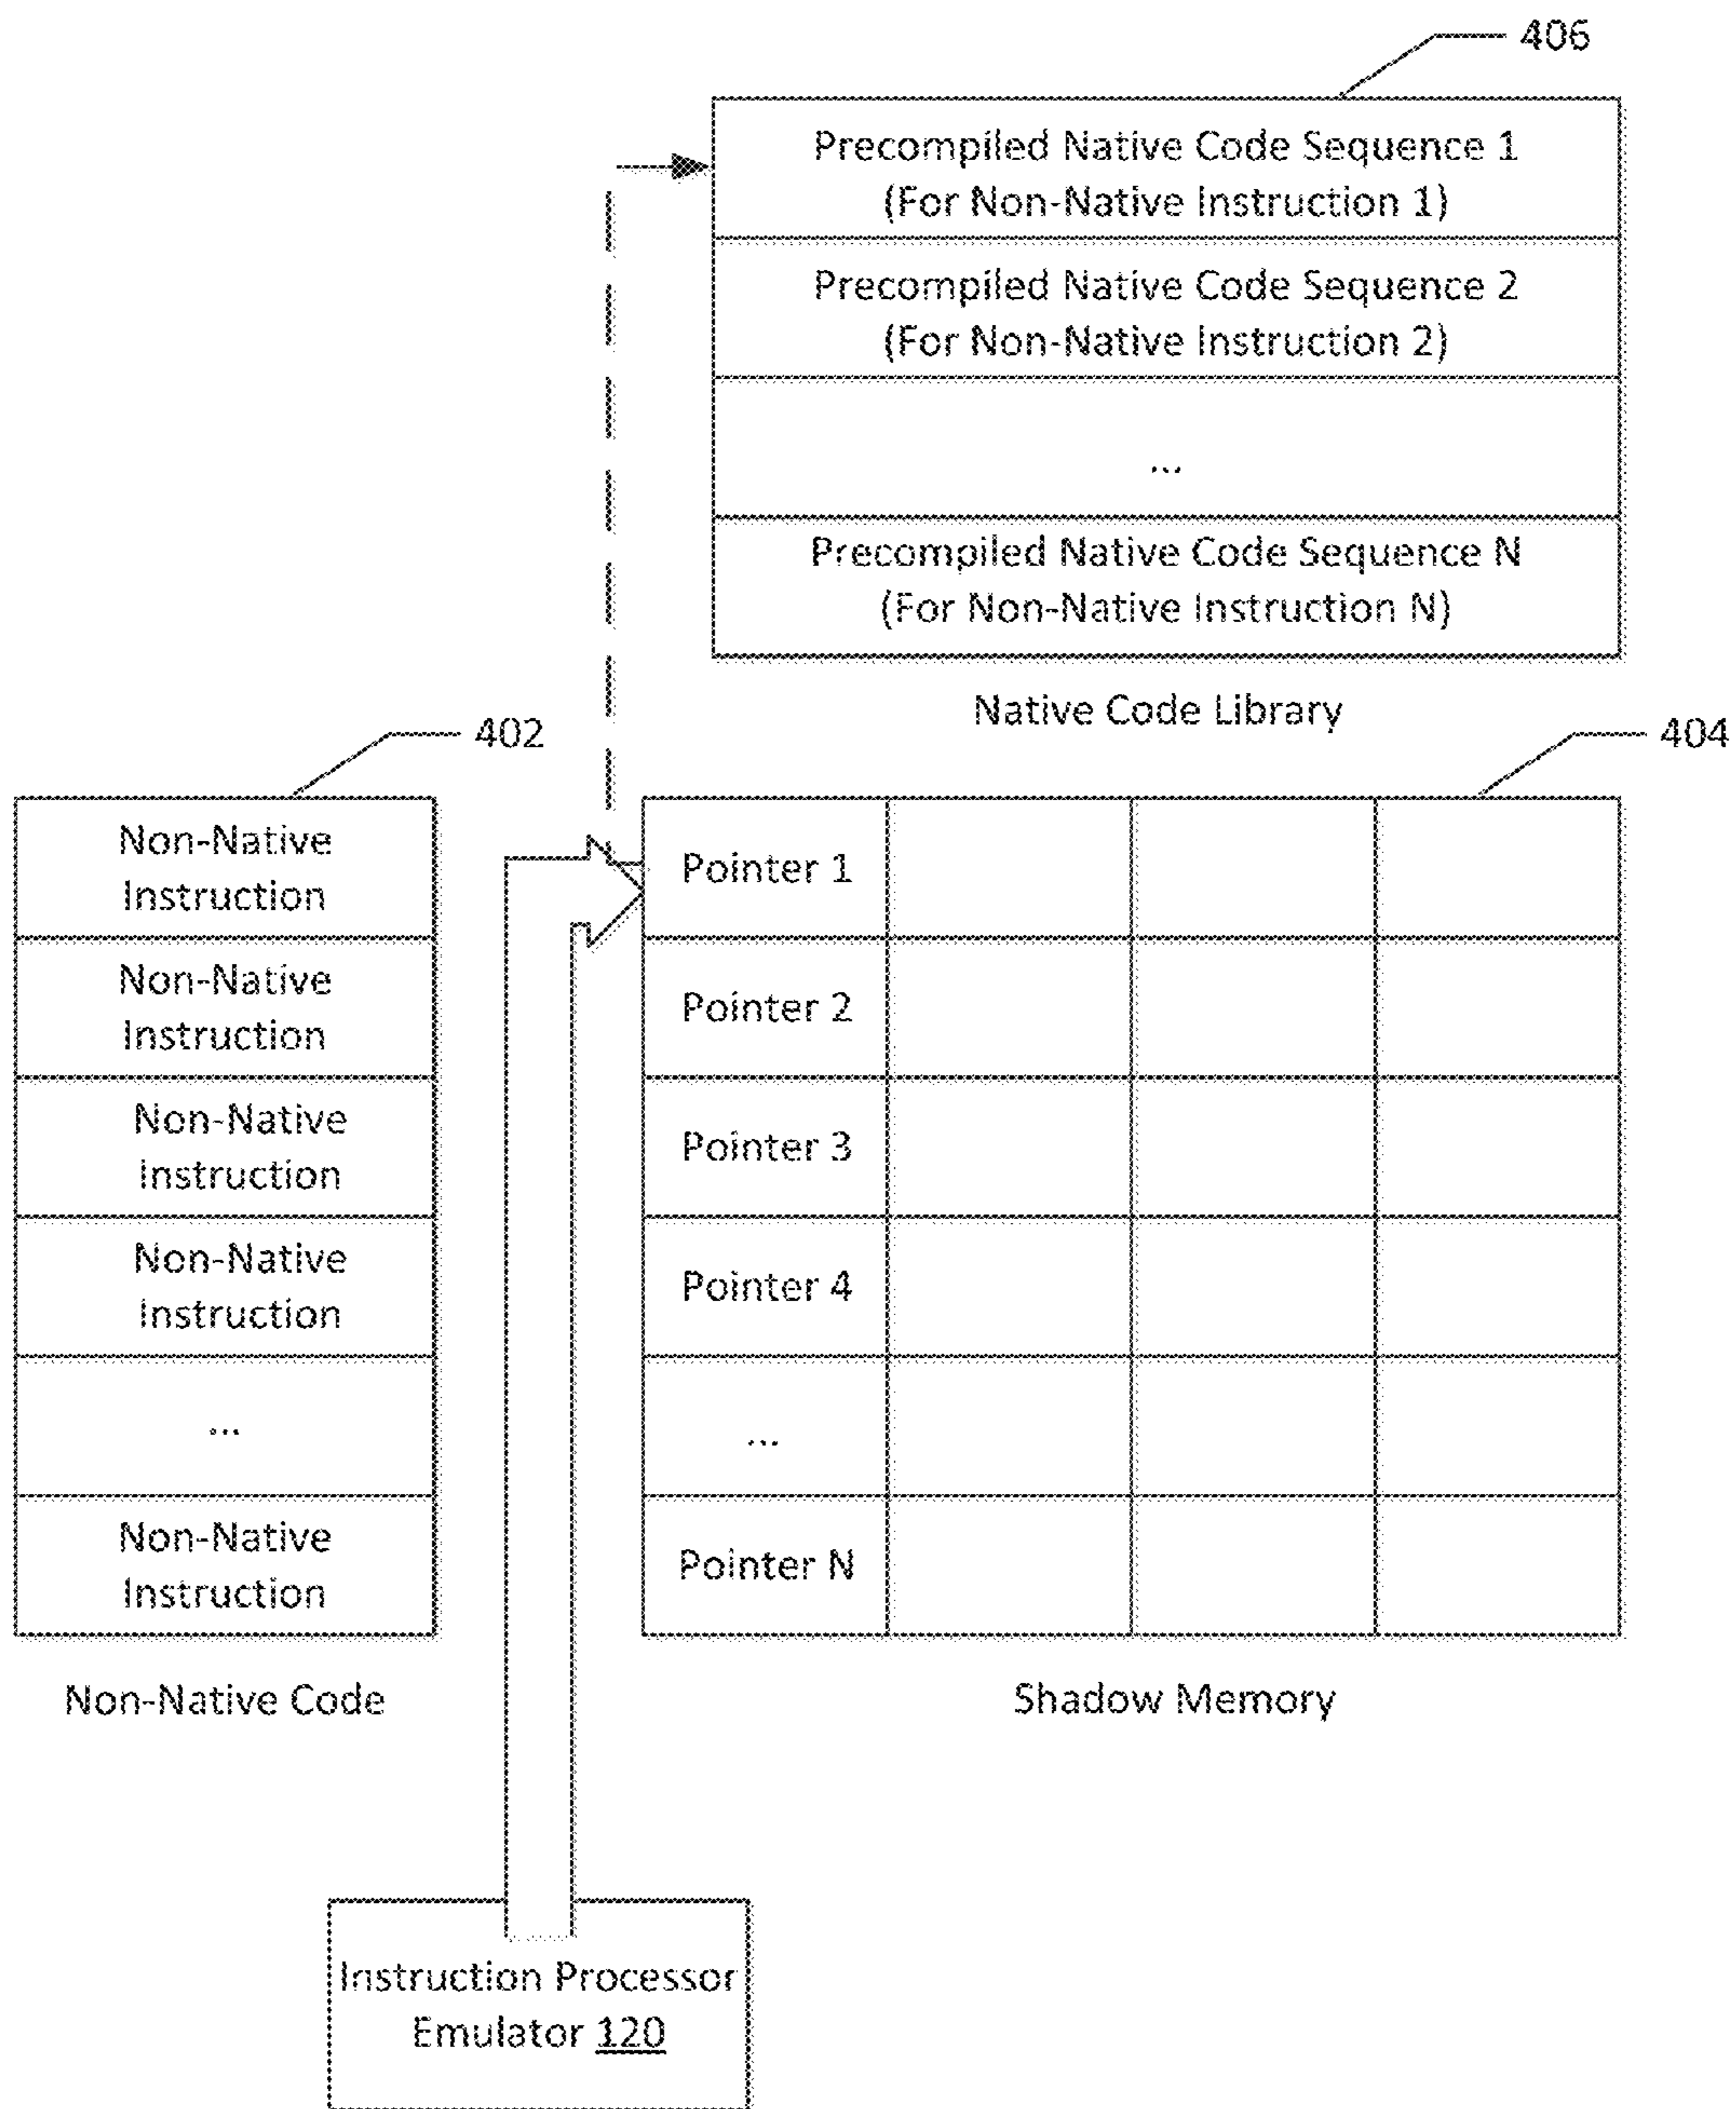 406
Precompiled Native Code Sequence 1
(For Non-Native Instruction 1)
Precompiled Native Code Sequence 2
(For Non-Native Instruction 2)
...
Precompiled Native Code Sequence N
(For Non-Native Instruction N)
Native Code Library
402
Non-Native
Instruction
Non-Native
Instruction
Non-Native
Instruction
Non-Native
Instruction
...
Non-Native
Instruction
Non-Native Code
404
Pointer 1
Pointer 2
Pointer 3
Pointer 4
...
Pointer N
Shadow Memory
Instruction Processor
Emulator 120